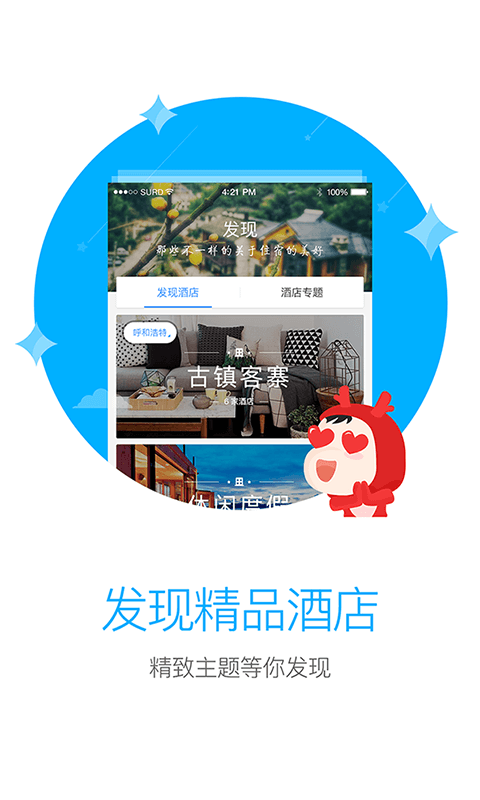 SURD 4:21 PM 100%
发现
那些不一样的关于住宿的美好
发现酒店 酒店专题
呼和浩特
古镇客寨
6家酒店
休闲度假
发现精品酒店
精致主题等你发现